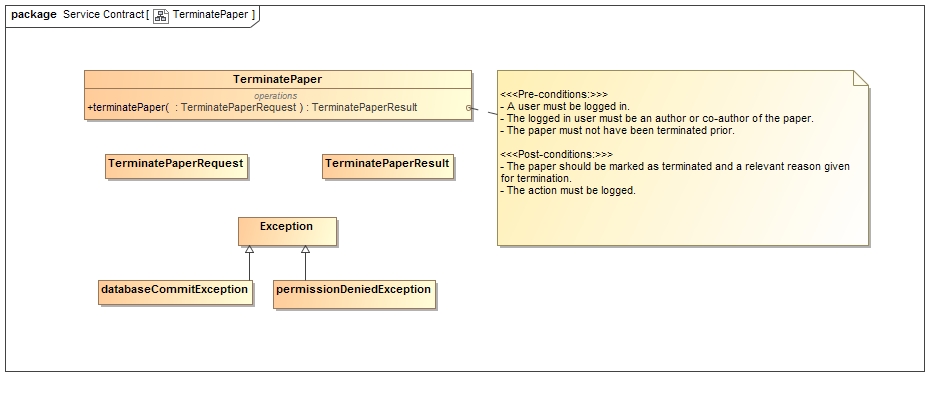 package Service Contract [ TerminatePaper ]
TerminatePaper
operations
+terminatePaper( : TerminatePaperRequest ) : TerminatePaperResult
<<<Pre-conditions:>>>
- A user must be logged in.
- The logged in user must be an author or co-author of the paper.
- The paper must not have been terminated prior.
<<<Post-conditions:>>>
- The paper should be marked as terminated and a relevant reason given
for termination.
- The action must be logged.
TerminatePaperRequest
TerminatePaperResult
Exception
databaseCommitException
permissionDeniedException